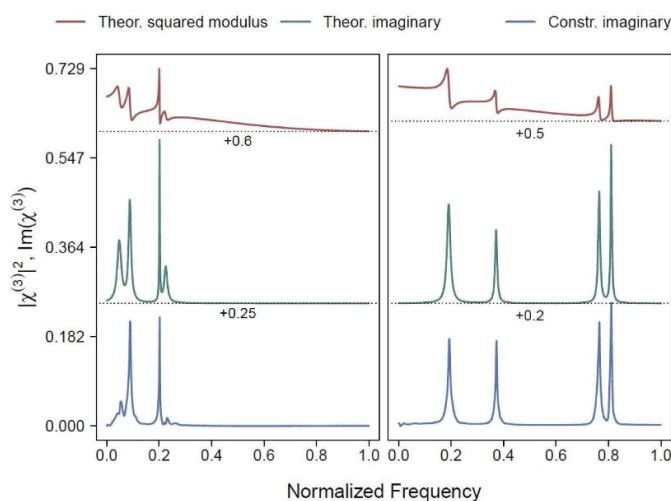 Theor. squared modulus Theor. imaginary Constr. imaginary
0.729
0.547
0.364
0.182
0.000
|χ⁽³⁾|², Im(χ⁽³⁾)
+0.6
+0.25
+0.5
+0.2
0.0 0.2 0.4 0.6 0.8 1.0
0.0 0.2 0.4 0.6 0.8 1.0
Normalized Frequency